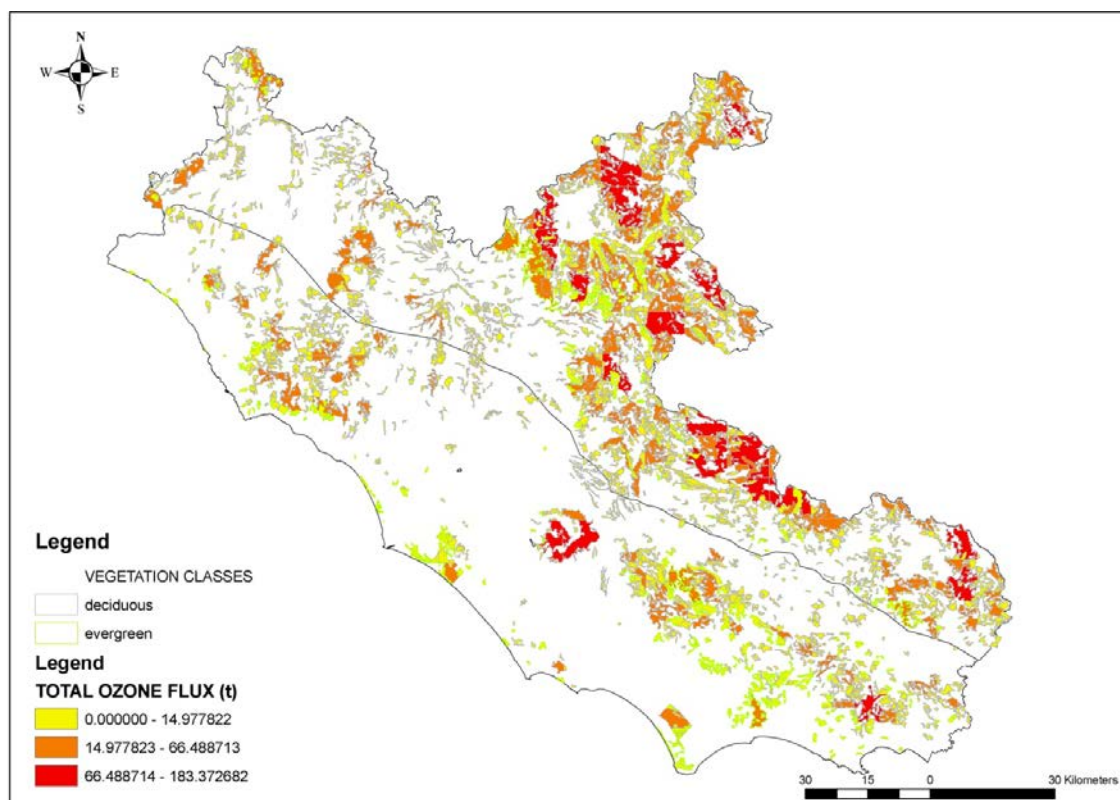 N
W E
S
Legend
VEGETATION CLASSES
deciduous
evergreen
Legend
TOTAL OZONE FLUX (t)
0.000000 - 14.977822
14.977823 - 66.488713
66.488714 - 183.372682
30 15 0 30 Kilometers